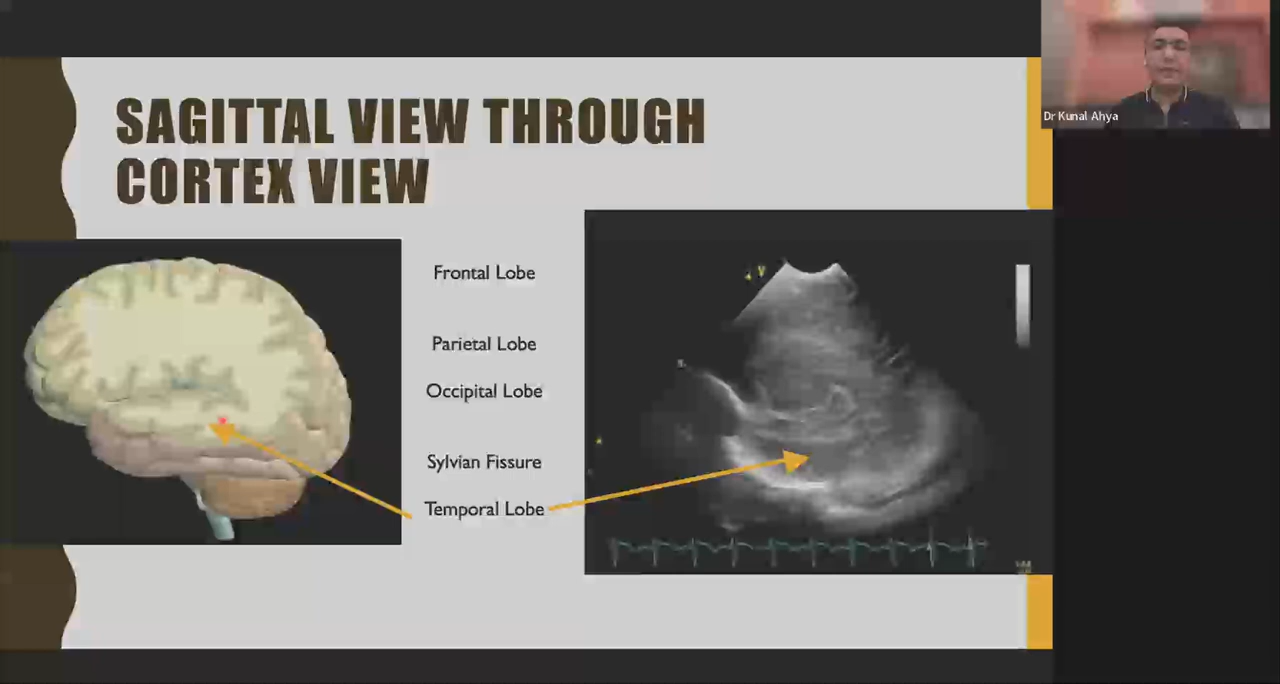 SAGITTAL VIEW THROUGH
CORTEX VIEW
Dr Kunal Ahya
Frontal Lobe
Parietal Lobe
Occipital Lobe
Sylvian Fissure
Temporal Lobe
V